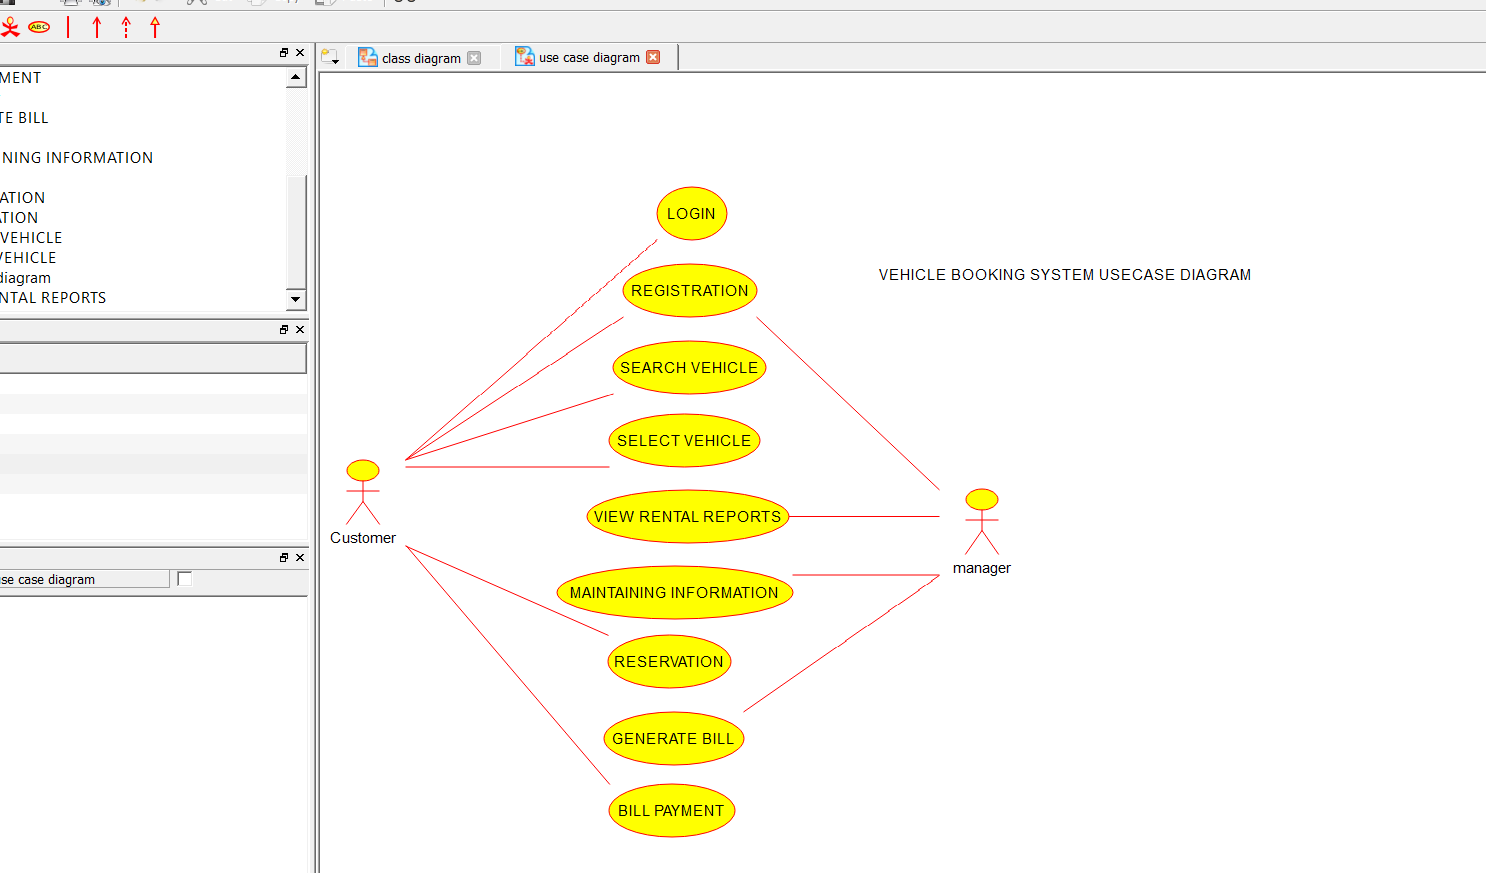 ABC
class diagram
use case diagram
MENT
TE BILL
NING INFORMATION
ATION
ATION
VEHICLE
VEHICLE
diagram
NTAL REPORTS
se case diagram
LOGIN
VEHICLE BOOKING SYSTEM USECASE DIAGRAM
REGISTRATION
SEARCH VEHICLE
SELECT VEHICLE
VIEW RENTAL REPORTS
Customer
manager
MAINTAINING INFORMATION
RESERVATION
GENERATE BILL
BILL PAYMENT